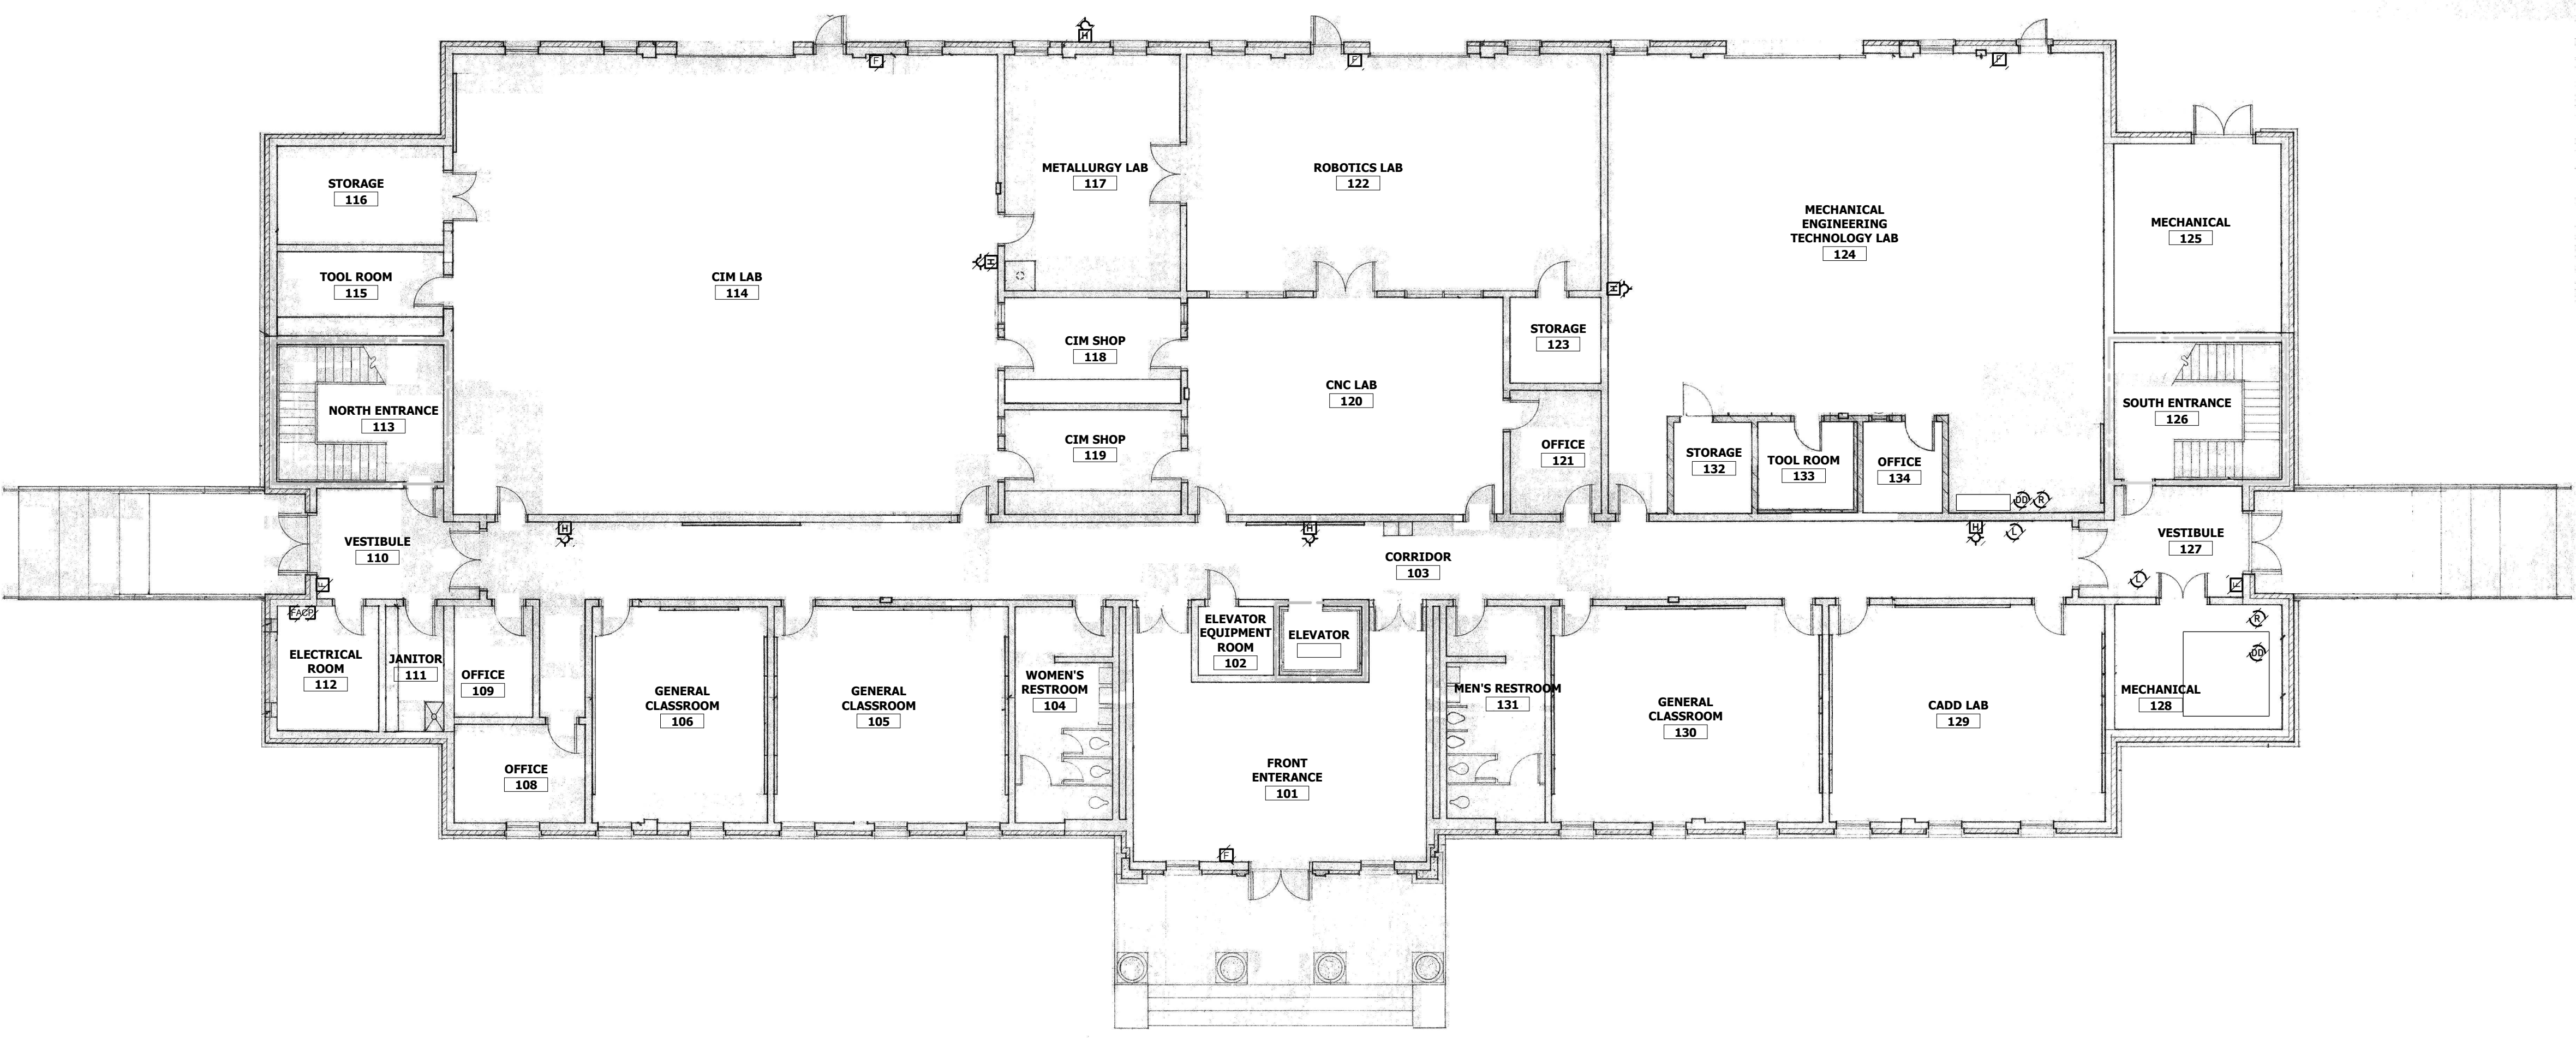 H
F
F
F
STORAGE
116
METALLURGY LAB
117
ROBOTICS LAB
122
MECHANICAL
ENGINEERING
TECHNOLOGY LAB
124
MECHANICAL
125
TOOL ROOM
115
CIM LAB
114
H
H
NORTH ENTRANCE
113
CIM SHOP
118
CIM SHOP
119
CNC LAB
120
STORAGE
123
OFFICE
121
STORAGE
132
TOOL ROOM
133
OFFICE
134
DD
R
SOUTH ENTRANCE
126
VESTIBULE
110
F
H
H
CORRIDOR
103
H
L
VESTIBULE
127
L
F
FACP
ELECTRICAL
ROOM
112
JANITOR
111
OFFICE
109
OFFICE
108
GENERAL
CLASSROOM
106
GENERAL
CLASSROOM
105
WOMEN'S
RESTROOM
104
ELEVATOR
EQUIPMENT
ROOM
102
ELEVATOR
FRONT
ENTERANCE
101
F
MEN'S RESTROOM
131
GENERAL
CLASSROOM
130
CADD LAB
129
R
DD
MECHANICAL
128